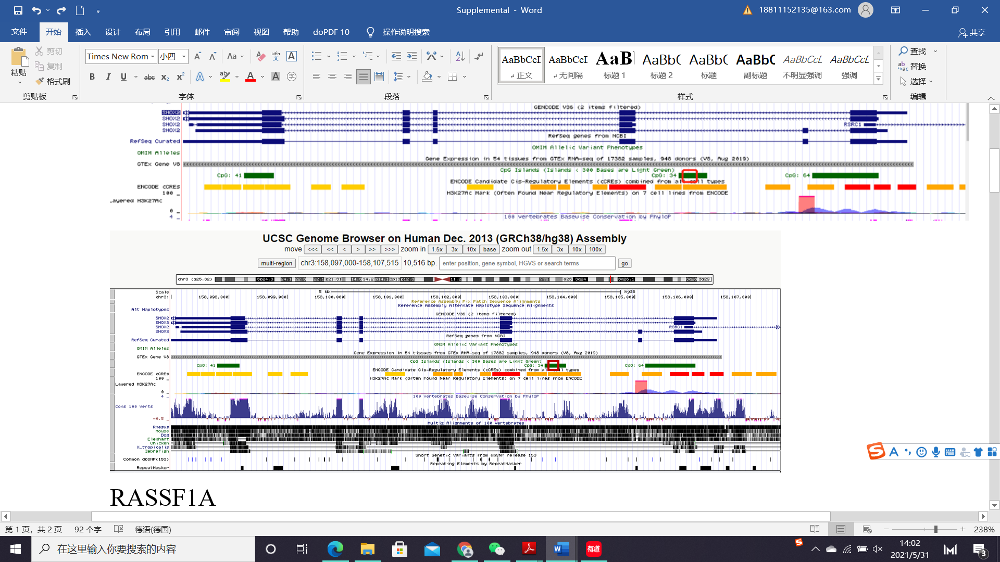 Supplemental - Word
18811152135@163.com
文件 开始 插入 设计 布局 引用 邮件 审阅 视图 帮助 doPDF 10 操作说明搜索 共享
粘贴 剪切 复制 格式刷
Times New Rom 小四
AaBbCcI AaBbCcI AaBl AaBbC AaBbC AaBbC AaBbCcL AaBbCcL
正文 无间隔 标题 1 标题 2 标题 副标题 不明显强调 强调
查找
替换
选择
剪贴板 字体 段落 样式 编辑
GENCODE V36 (2 items filtered)
SHOX2
SHOX2
SHOX2
RSRC1
SHOX2
RefSeq genes from NCBI
RefSeq Curated
OMIM Allelic Variant Phenotypes
OMIM Alleles
Gene Expression in 54 tissues from GTEx RNA-seq of 17382 samples, 948 donors (V8, Aug 2019)
GTEx Gene V8
CpG Islands (Islands < 300 Bases are Light Green)
CpG: 41 CpG: 34 CpG: 64
ENCODE Candidate Cis-Regulatory Elements (cCREs) combined from all cell types
ENCODE cCREs
H3K27Ac Mark (Often Found Near Regulatory Elements) on 7 cell lines from ENCODE
100 _
Layered H3K27Ac
0 _
100 vertebrates Basewise Conservation by PhyloP
4 _
UCSC Genome Browser on Human Dec. 2013 (GRCh38/hg38) Assembly
move <<< << < > >> >>> zoom in 1.5x 3x 10x base zoom out 1.5x 3x 10x 100x
multi-region chr3:158,097,000-158,107,515 10,516 bp. enter position, gene symbol, HGVS or search terms go
chr3 (q25.32) 3p24.3 24.1 22.3 22.1 p21.31 14.3 14.2 p14.1 3p13 p12.3 11.2 22.1 q23 3q24 3q26.1 3q28 3q29
Scale 5 kb hg38
chr3: 158,098,000 158,099,000 158,100,000 158,101,000 158,102,000 158,103,000 158,104,000 158,105,000 158,106,000 158,107,000
Reference Assembly Fix Patch Sequence Alignments
Reference Assembly Alternate Haplotype Sequence Alignments
Alt Haplotypes
GENCODE V36 (2 items filtered)
SHOX2
SHOX2
SHOX2
RSRC1
SHOX2
RefSeq genes from NCBI
RefSeq Curated
OMIM Allelic Variant Phenotypes
OMIM Alleles
Gene Expression in 54 tissues from GTEx RNA-seq of 17382 samples, 948 donors (V8, Aug 2019)
GTEx Gene V8
CpG Islands (Islands < 300 Bases are Light Green)
CpG: 41 CpG: 34 CpG: 64
ENCODE Candidate Cis-Regulatory Elements (cCREs) combined from all cell types
ENCODE cCREs
H3K27Ac Mark (Often Found Near Regulatory Elements) on 7 cell lines from ENCODE
100 _
Layered H3K27Ac
0 _
100 vertebrates Basewise Conservation by PhyloP
4 _
Cons 100 Verts
-0.5 _
Multiz Alignments of 100 Vertebrates
Rhesus
Mouse
Dog
Elephant
Chicken
X_tropicalis
Zebrafish
Short Genetic Variants from dbSNP release 153
Common dbSNP(153)
Repeating Elements by RepeatMasker
RepeatMasker
RASSF1A
第 1 页，共 2 页 92 个字 德语(德国) 238%
在这里输入你要搜索的内容
有道
14:02
2021/5/31
3